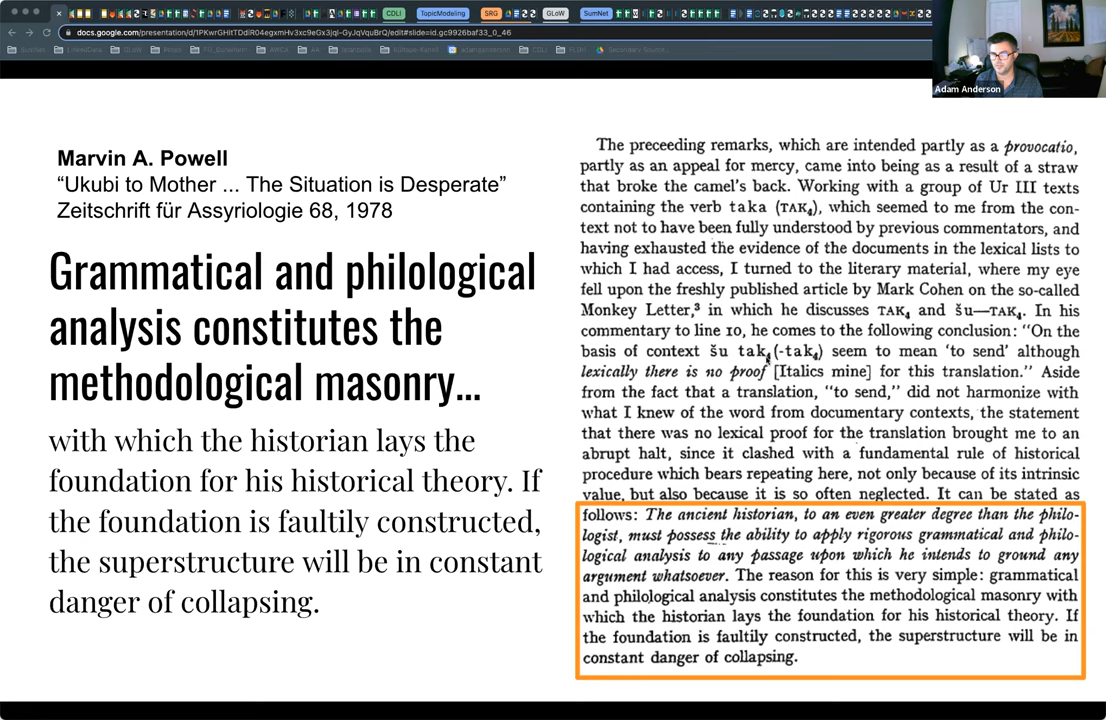 CDLI
TopicModeling
SRG
GLoW
SumNet
docs.google.com/presentation/d/
Adam Anderson
Marvin A. Powell
“Ukubi to Mother ... The Situation is Desperate”
Zeitschrift für Assyriologie 68, 1978
Grammatical and philological
analysis constitutes the
methodological masonry...
with which the historian lays the
foundation for his historical theory. If
the foundation is faultily constructed,
the superstructure will be in constant
danger of collapsing.
The preceeding remarks, which are intended partly as a provocatio,
partly as an appeal for mercy, came into being as a result of a straw
that broke the camel's back. Working with a group of Ur III texts
containing the verb taka (TAK₄), which seemed to me from the con-
text not to have been fully understood by previous commentators, and
having exhausted the evidence of the documents in the lexical lists to
which I had access, I turned to the literary material, where my eye
fell upon the freshly published article by Mark Cohen on the so-called
Monkey Letter,³ in which he discusses TAK₄ and šu—TAK₄. In his
commentary to line 10, he comes to the following conclusion: “On the
basis of context šu tak₄(-tak₄) seem to mean ‘to send’ although
lexically there is no proof [Italics mine] for this translation.” Aside
from the fact that a translation, “to send,” did not harmonize with
what I knew of the word from documentary contexts, the statement
that there was no lexical proof for the translation brought me to an
abrupt halt, since it clashed with a fundamental rule of historical
procedure which bears repeating here, not only because of its intrinsic
value, but also because it is so often neglected. It can be stated as
follows: The ancient historian, to an even greater degree than the philo-
logist, must possess the ability to apply rigorous grammatical and philo-
logical analysis to any passage upon which he intends to ground any
argument whatsoever. The reason for this is very simple: grammatical
and philological analysis constitutes the methodological masonry with
which the historian lays the foundation for his historical theory. If
the foundation is faultily constructed, the superstructure will be in
constant danger of collapsing.